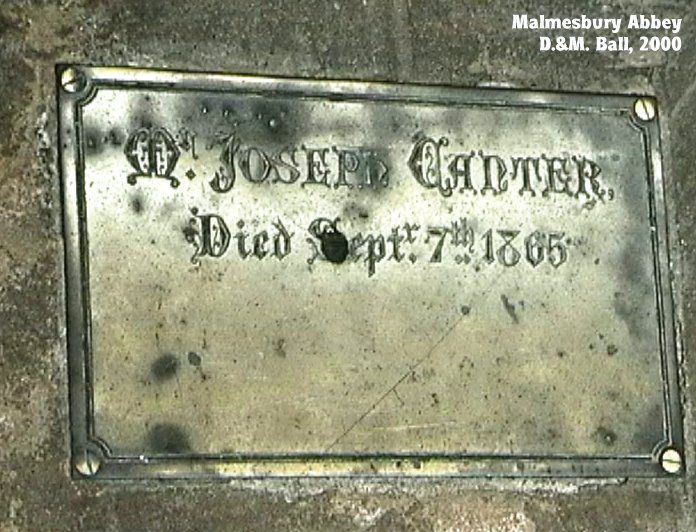 Malmesbury Abbey
D.&M. Ball, 2000
Mr. JOSEPH CANTER,
Died Septr. 7th. 1865